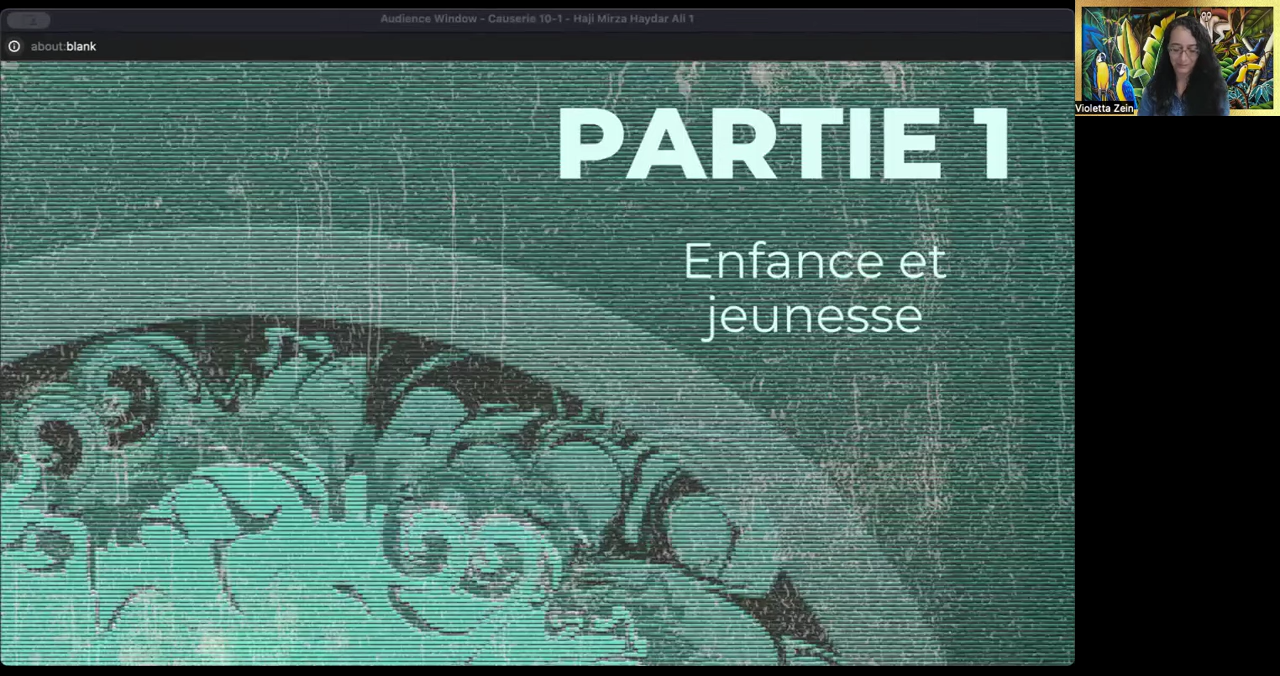 Audience Window - Causerie 10-1 - Haji Mirza Haydar Ali 1
about:blank
Violetta Zein
PARTIE 1
Enfance et
jeunesse